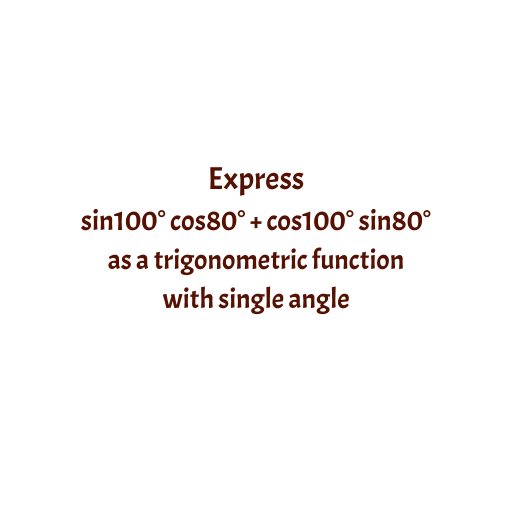 Express
sin100° cos80° + cos100° sin80°
as a trigonometric function
with single angle